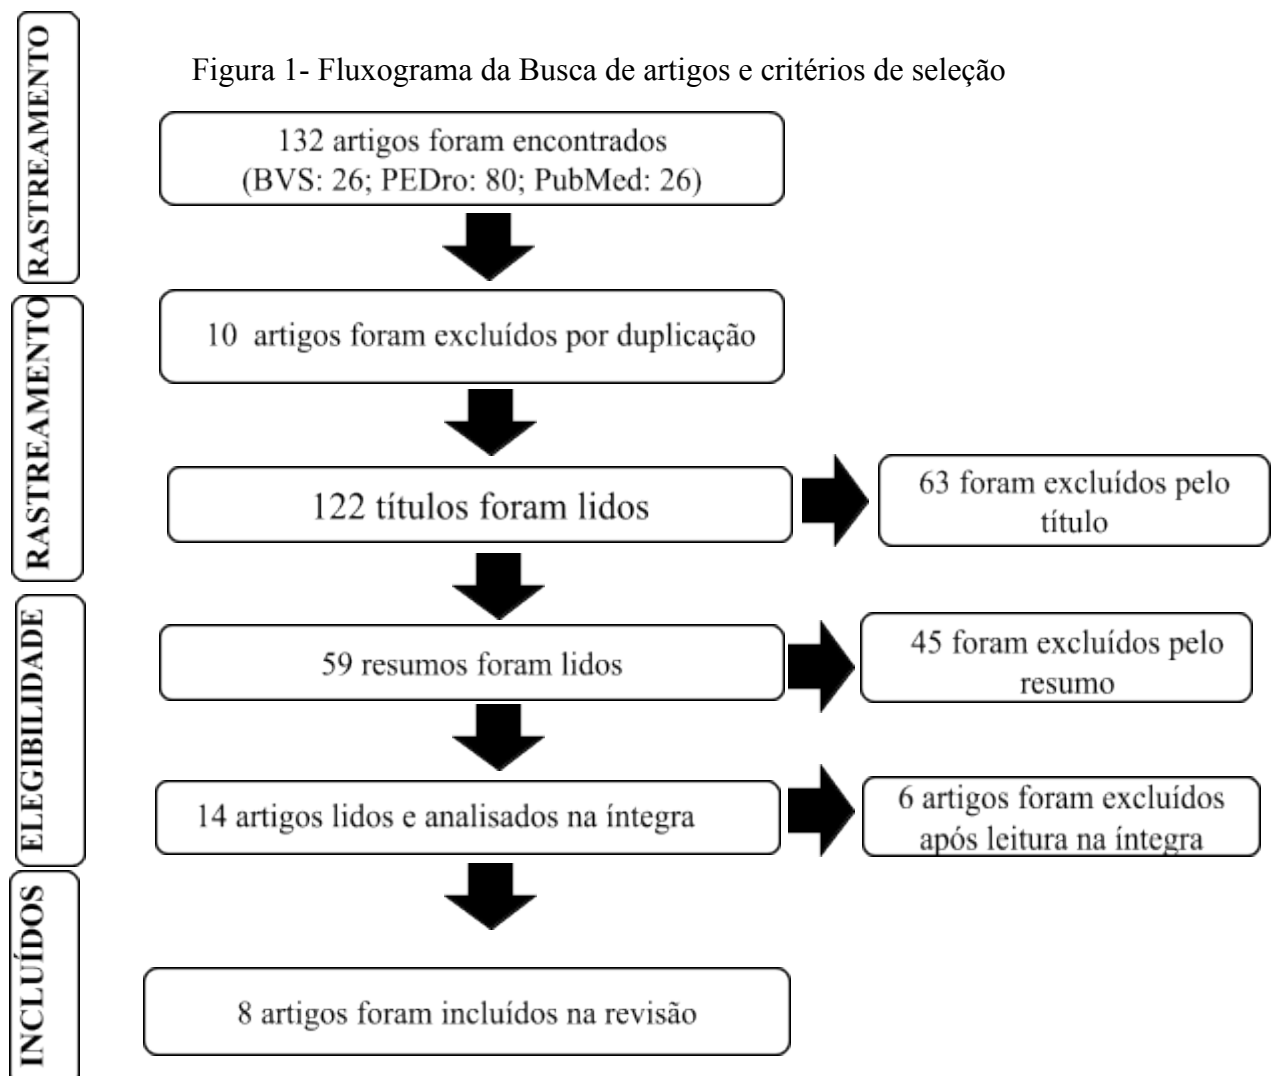 Figura 1- Fluxograma da Busca de artigos e critérios de seleção
RASTREAMENTO
132 artigos foram encontrados
(BVS: 26; PEDro: 80; PubMed: 26)
RASTREAMENTO
10 artigos foram excluídos por duplicação
122 títulos foram lidos
63 foram excluídos pelo
título
ELEGIBILIDADE
59 resumos foram lidos
45 foram excluídos pelo
resumo
14 artigos lidos e analisados na íntegra
6 artigos foram excluídos
após leitura na íntegra
INCLUÍDOS
8 artigos foram incluídos na revisão